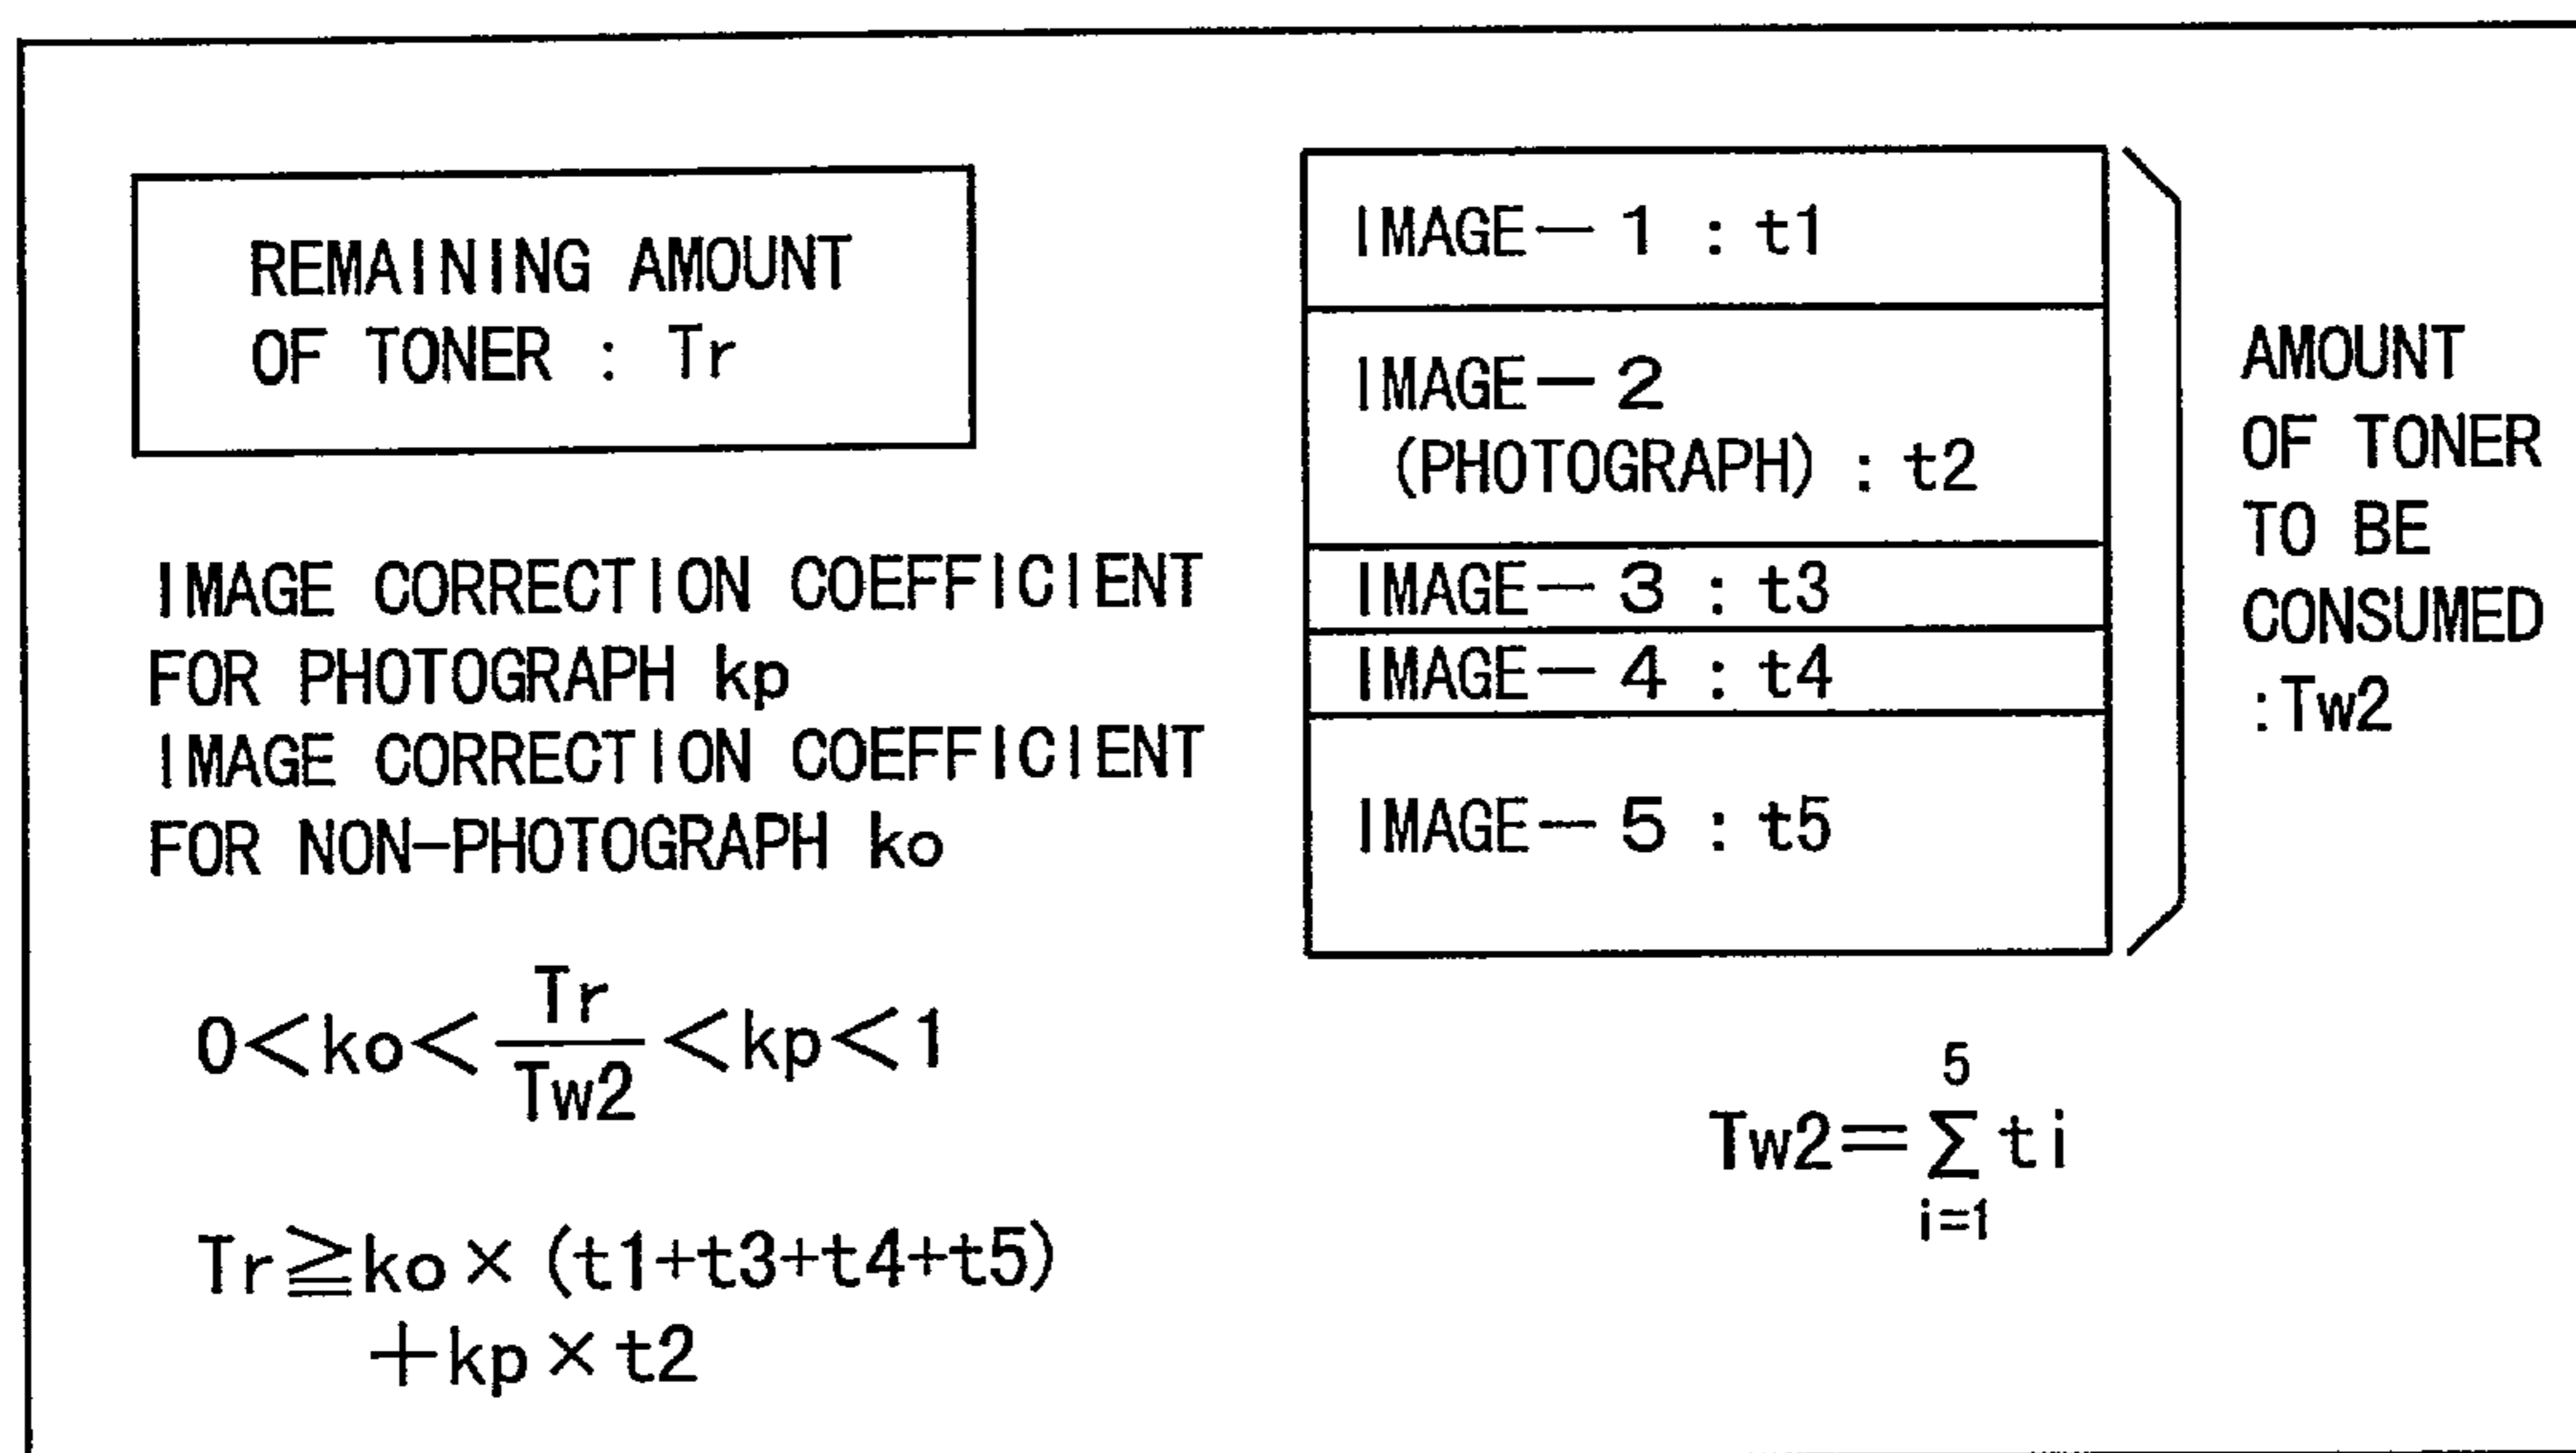 REMAINING AMOUNT
OF TONER : Tr
IMAGE CORRECTION COEFFICIENT
FOR PHOTOGRAPH kp
IMAGE CORRECTION COEFFICIENT
FOR NON-PHOTOGRAPH ko
0<ko<Tr/Tw2<kp<1
Tr≧ko×(t1+t3+t4+t5)
+kp×t2
IMAGE-1 : t1
IMAGE-2
(PHOTOGRAPH) : t2
IMAGE-3 : t3
IMAGE-4 : t4
IMAGE-5 : t5
AMOUNT
OF TONER
TO BE
CONSUMED
:Tw2
5
Tw2=Σti
i=1